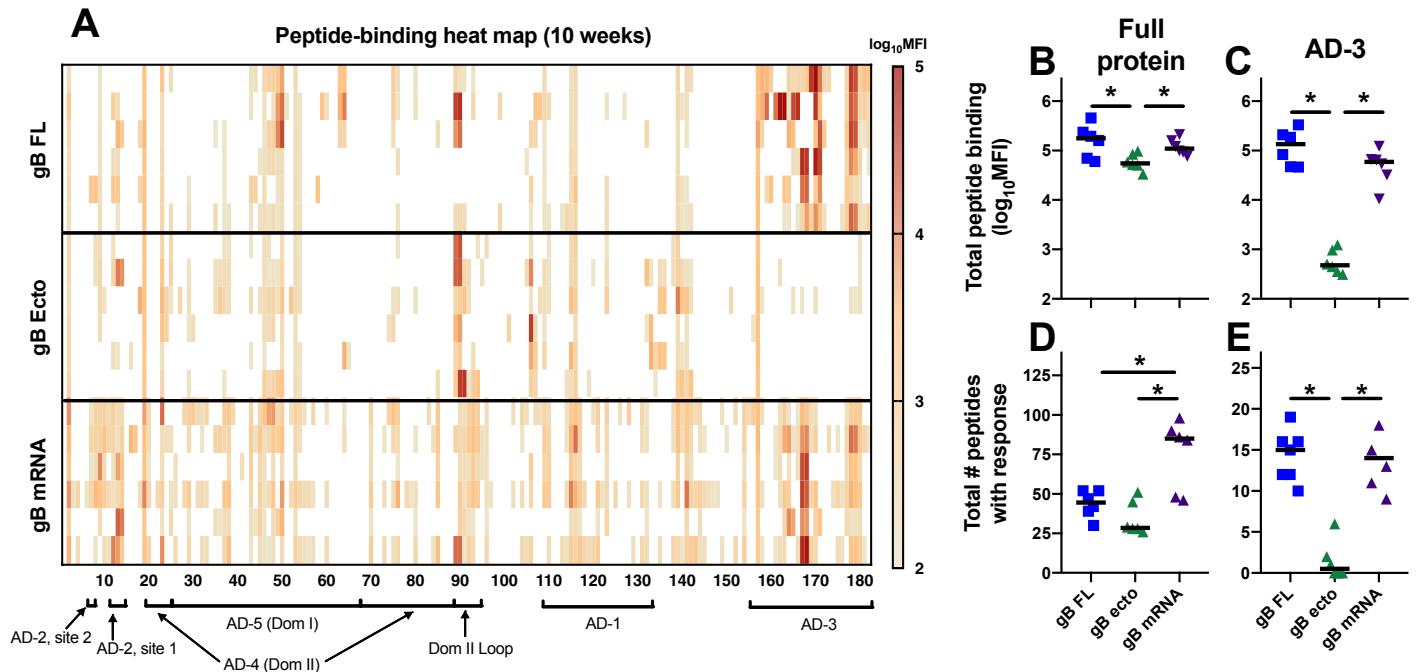 A
Peptide-binding heat map (10 weeks)
log10MFI
5
4
3
2
gB FL
gB Ecto
gB mRNA
10 20 30 40 50 60 70 80 90 100 110 120 130 140 150 160 170 180
AD-2, site 2
AD-2, site 1
AD-5 (Dom I)
AD-4 (Dom II)
Dom II Loop
AD-1
AD-3
B
Full
protein
*
*
6
5
4
3
2
Total peptide binding
(log10MFI)
C
AD-3
*
*
6
5
4
3
2
D
*
*
125
100
75
50
25
0
Total # peptides
with response
gB FL
gB ecto
gB mRNA
E
*
*
25
20
15
10
5
0
gB FL
gB ecto
gB mRNA